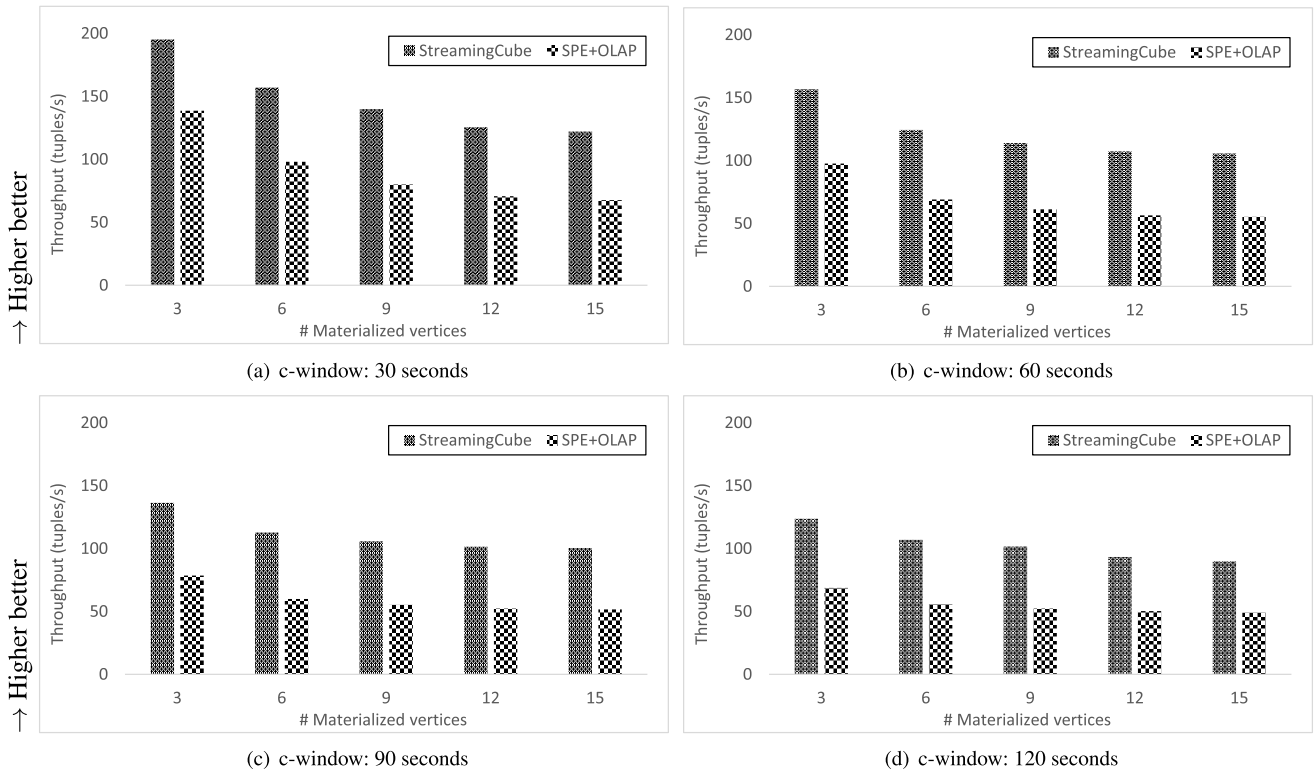 → Higher better
Throughput (tuples/s)
200
150
100
50
0
StreamingCube SPE+OLAP
3 6 9 12 15
# Materialized vertices
(a) c-window: 30 seconds
Throughput (tuples/s)
200
150
100
50
0
StreamingCube SPE+OLAP
3 6 9 12 15
# Materialized vertices
(b) c-window: 60 seconds
→ Higher better
Throughput (tuples/s)
200
150
100
50
0
StreamingCube SPE+OLAP
3 6 9 12 15
# Materialized vertices
(c) c-window: 90 seconds
Throughput (tuples/s)
200
150
100
50
0
StreamingCube SPE+OLAP
3 6 9 12 15
# Materialized vertices
(d) c-window: 120 seconds